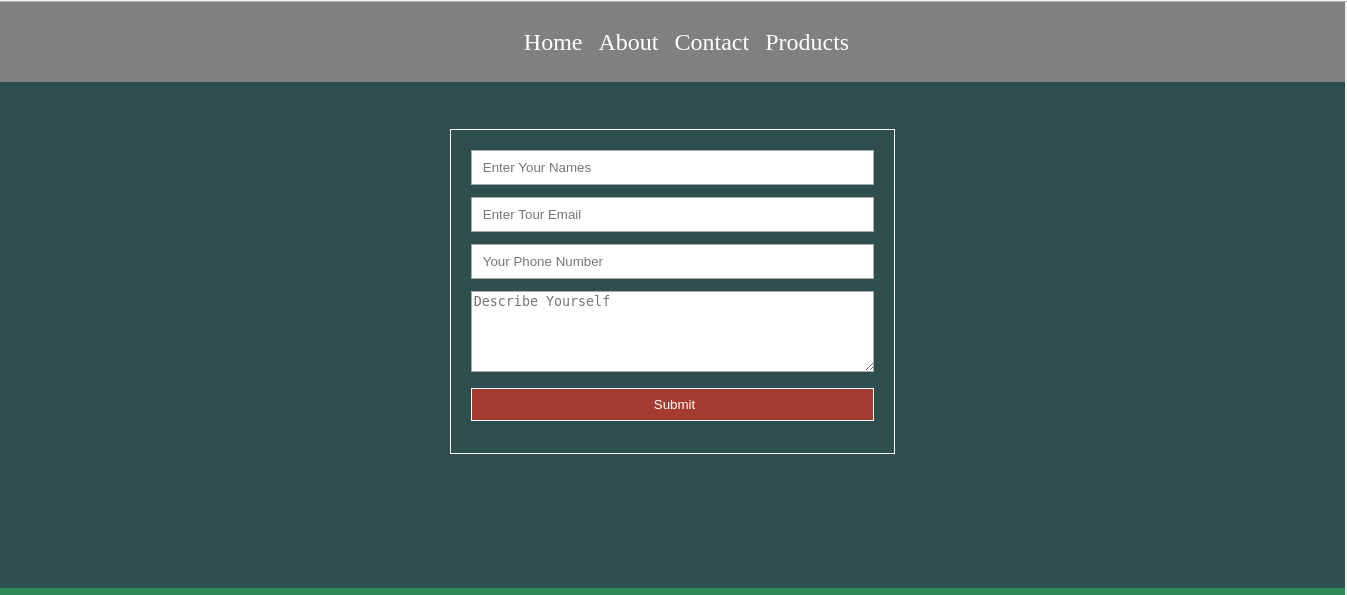 Home About Contact Products
Enter Your Names
Enter Tour Email
Your Phone Number
Describe Yourself
Submit